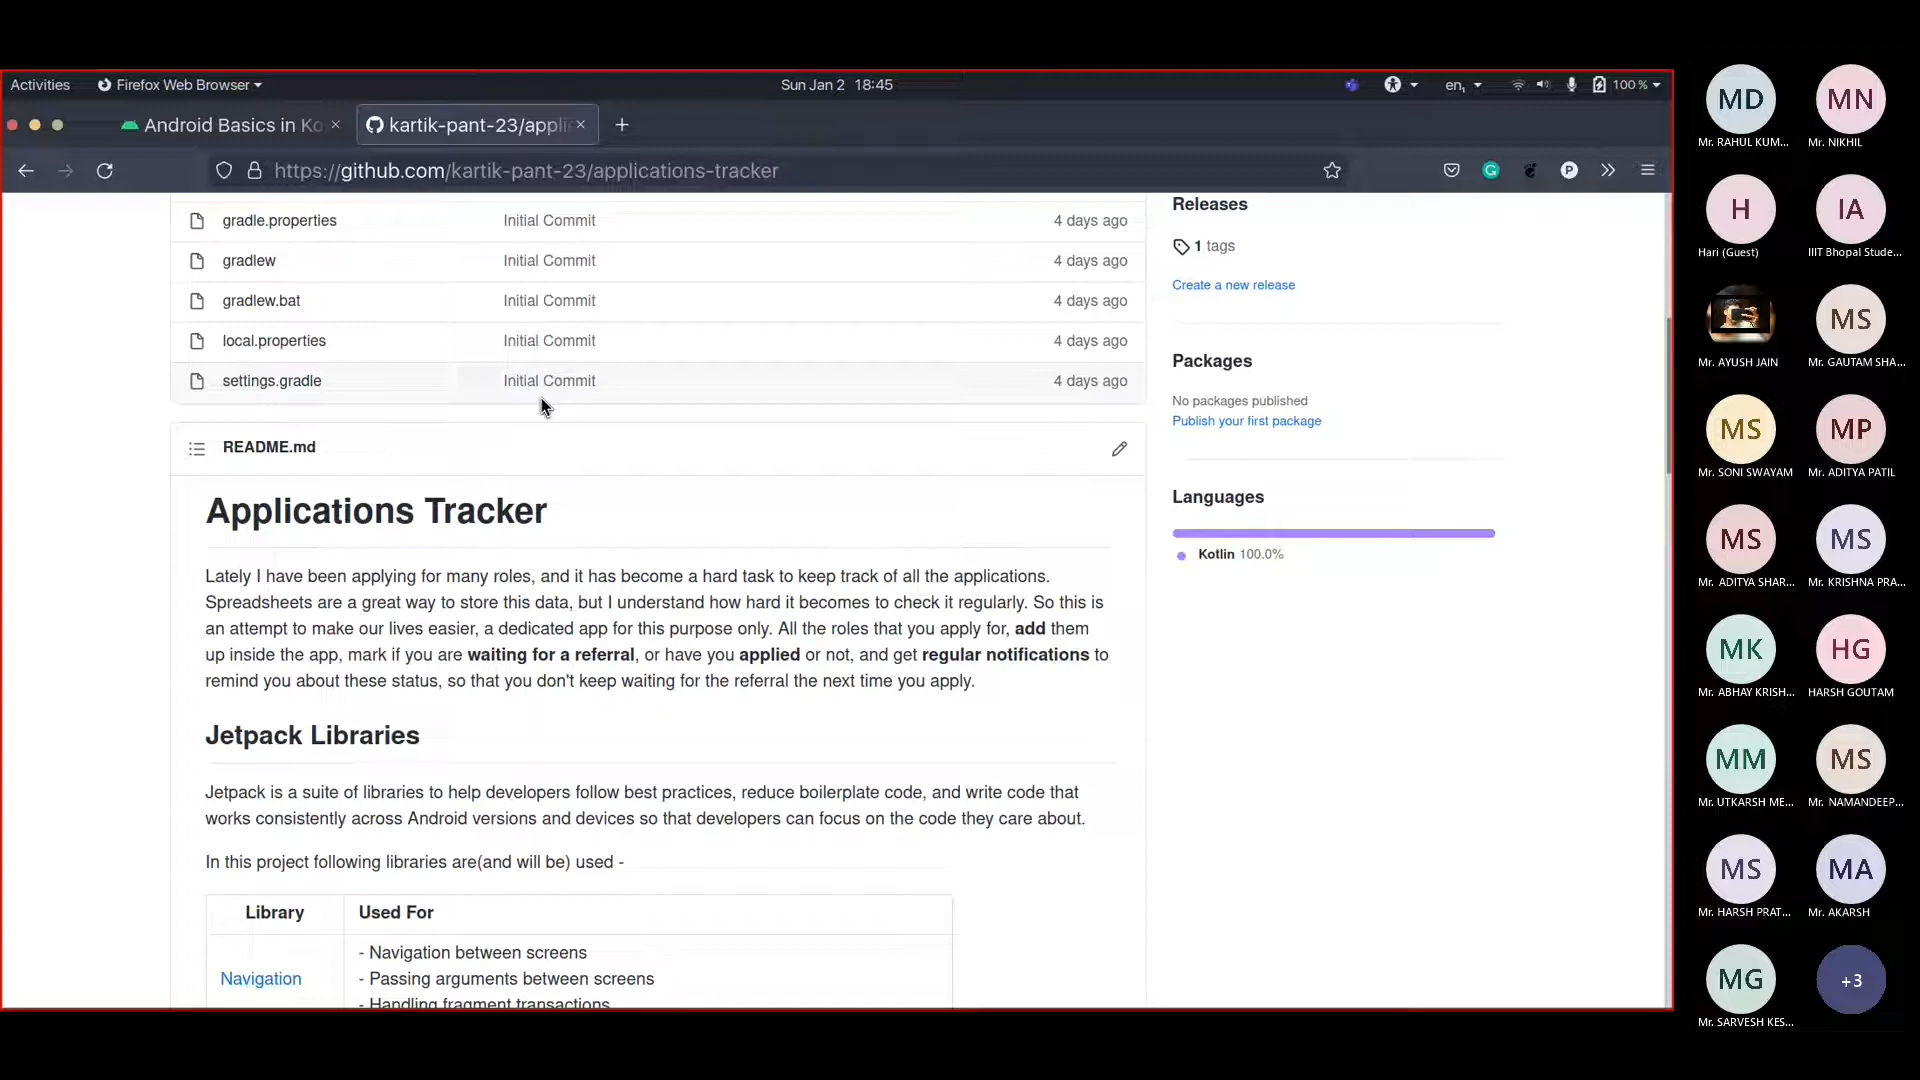 Activities
Firefox Web Browser
Sun Jan 2 18:45
en₁
100 %
Android Basics in Ko
kartik-pant-23/appli
https://github.com/kartik-pant-23/applications-tracker
gradle.properties Initial Commit 4 days ago
gradlew Initial Commit 4 days ago
gradlew.bat Initial Commit 4 days ago
local.properties Initial Commit 4 days ago
settings.gradle Initial Commit 4 days ago
README.md
Applications Tracker
Lately I have been applying for many roles, and it has become a hard task to keep track of all the applications.
Spreadsheets are a great way to store this data, but I understand how hard it becomes to check it regularly. So this is
an attempt to make our lives easier, a dedicated app for this purpose only. All the roles that you apply for, add them
up inside the app, mark if you are waiting for a referral, or have you applied or not, and get regular notifications to
remind you about these status, so that you don't keep waiting for the referral the next time you apply.
Jetpack Libraries
Jetpack is a suite of libraries to help developers follow best practices, reduce boilerplate code, and write code that
works consistently across Android versions and devices so that developers can focus on the code they care about.
In this project following libraries are(and will be) used -
Library Used For
Navigation
- Navigation between screens
- Passing arguments between screens
- Handling fragment transactions
Releases
1 tags
Create a new release
Packages
No packages published
Publish your first package
Languages
Kotlin 100.0%
MD MN
Mr. RAHUL KUM... Mr. NIKHIL
H IA
Hari (Guest) IIIT Bhopal Stude...
MS
Mr. AYUSH JAIN Mr. GAUTAM SHA...
MS MP
Mr. SONI SWAYAM Mr. ADITYA PATIL
MS MS
Mr. ADITYA SHAR... Mr. KRISHNA PRA...
MK HG
Mr. ABHAY KRISH... HARSH GOUTAM
MM MS
Mr. UTKARSH ME... Mr. NAMANDEEP...
MS MA
Mr. HARSH PRAT... Mr. AKARSH
MG +3
Mr. SARVESH KES...